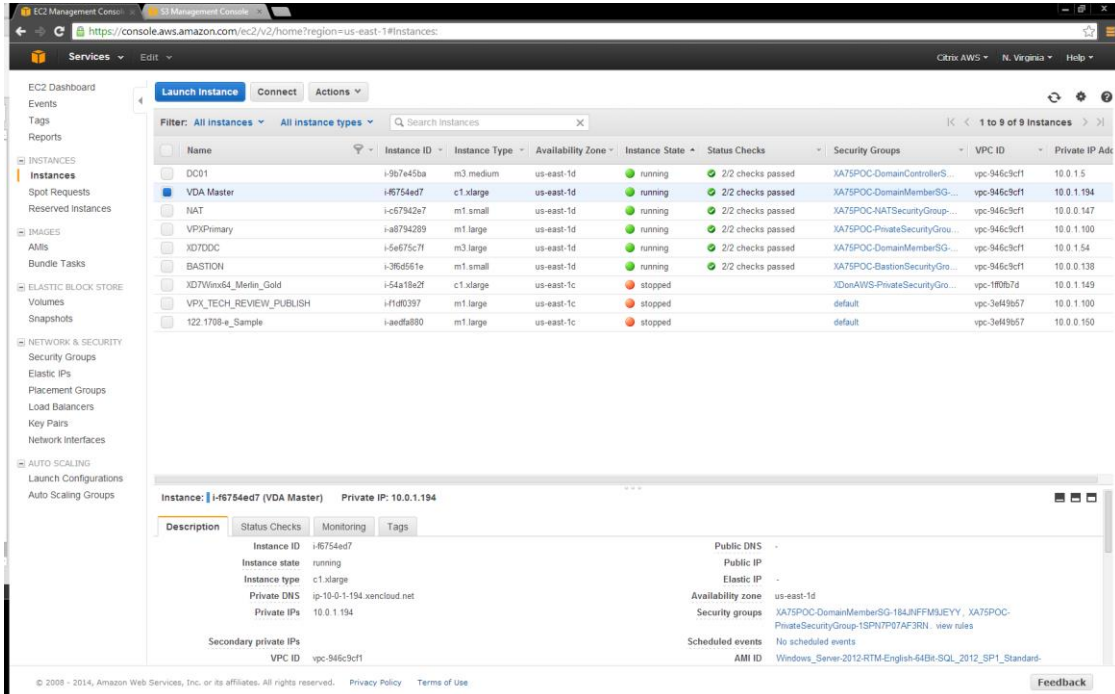 EC2 Management Consol
S3 Management Console
https://console.aws.amazon.com/ec2/v2/home?region=us-east-1#Instances:
Services Edit Citrix AWS N. Virginia Help
EC2 Dashboard
Events
Tags
Reports
INSTANCES
Instances
Spot Requests
Reserved Instances
IMAGES
AMIs
Bundle Tasks
ELASTIC BLOCK STORE
Volumes
Snapshots
NETWORK & SECURITY
Security Groups
Elastic IPs
Placement Groups
Load Balancers
Key Pairs
Network Interfaces
AUTO SCALING
Launch Configurations
Auto Scaling Groups
Launch Instance Connect Actions
Filter: All instances All instance types Search Instances 1 to 9 of 9 Instances
Name Instance ID Instance Type Availability Zone Instance State Status Checks Security Groups VPC ID Private IP Add
DC01 i-9b7e45ba m3.medium us-east-1d running 2/2 checks passed XA75POC-DomainControllerS... vpc-946c9cf1 10.0.1.5
VDA Master i-f6754ed7 c1.xlarge us-east-1d running 2/2 checks passed XA75POC-DomainMemberSG-... vpc-946c9cf1 10.0.1.194
NAT i-c67942e7 m1.small us-east-1d running 2/2 checks passed XA75POC-NATSecurityGroup-... vpc-946c9cf1 10.0.0.147
VPXPrimary i-a8794289 m1.large us-east-1d running 2/2 checks passed XA75POC-PrivateSecurityGrou... vpc-946c9cf1 10.0.1.100
XD7DDC i-5e675c7f m3.large us-east-1d running 2/2 checks passed XA75POC-DomainMemberSG-... vpc-946c9cf1 10.0.1.54
BASTION i-3f6d561e m1.small us-east-1d running 2/2 checks passed XA75POC-BastionSecurityGro... vpc-946c9cf1 10.0.0.138
XD7Winx64_Merlin_Gold i-54a18e2f c1.xlarge us-east-1c stopped XDonAWS-PrivateSecurityGro... vpc-1ff0fb7d 10.0.1.149
VPX_TECH_REVIEW_PUBLISH i-f1df0397 m1.large us-east-1c stopped default vpc-3ef49b57 10.0.1.100
122.1708-e_Sample i-aedfa880 m1.large us-east-1c stopped default vpc-3ef49b57 10.0.0.150
Instance: i-f6754ed7 (VDA Master) Private IP: 10.0.1.194
Description Status Checks Monitoring Tags
Instance ID i-f6754ed7 Public DNS -
Instance state running Public IP
Instance type c1.xlarge Elastic IP -
Private DNS ip-10-0-1-194.xencloud.net Availability zone us-east-1d
Private IPs 10.0.1.194 Security groups XA75POC-DomainMemberSG-184JNFFM9JEYY, XA75POC-
PrivateSecurityGroup-1SPN7P07AF3RN. view rules
Secondary private IPs Scheduled events No scheduled events
VPC ID vpc-946c9cf1 AMI ID Windows_Server-2012-RTM-English-64Bit-SQL_2012_SP1_Standard-
© 2008 - 2014, Amazon Web Services, Inc. or its affiliates. All rights reserved. Privacy Policy Terms of Use Feedback